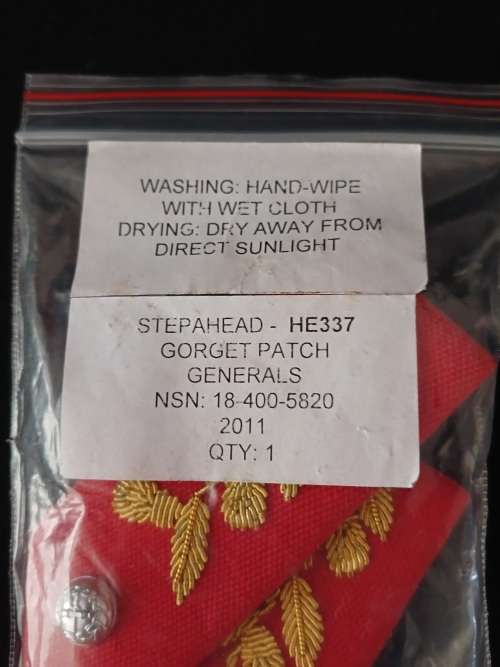 WASHING: HAND-WIPE
WITH WET CLOTH
DRYING: DRY AWAY FROM
DIRECT SUNLIGHT
STEPAHEAD - HE337
GORGET PATCH
GENERALS
NSN: 18-400-5820
2011
QTY: 1